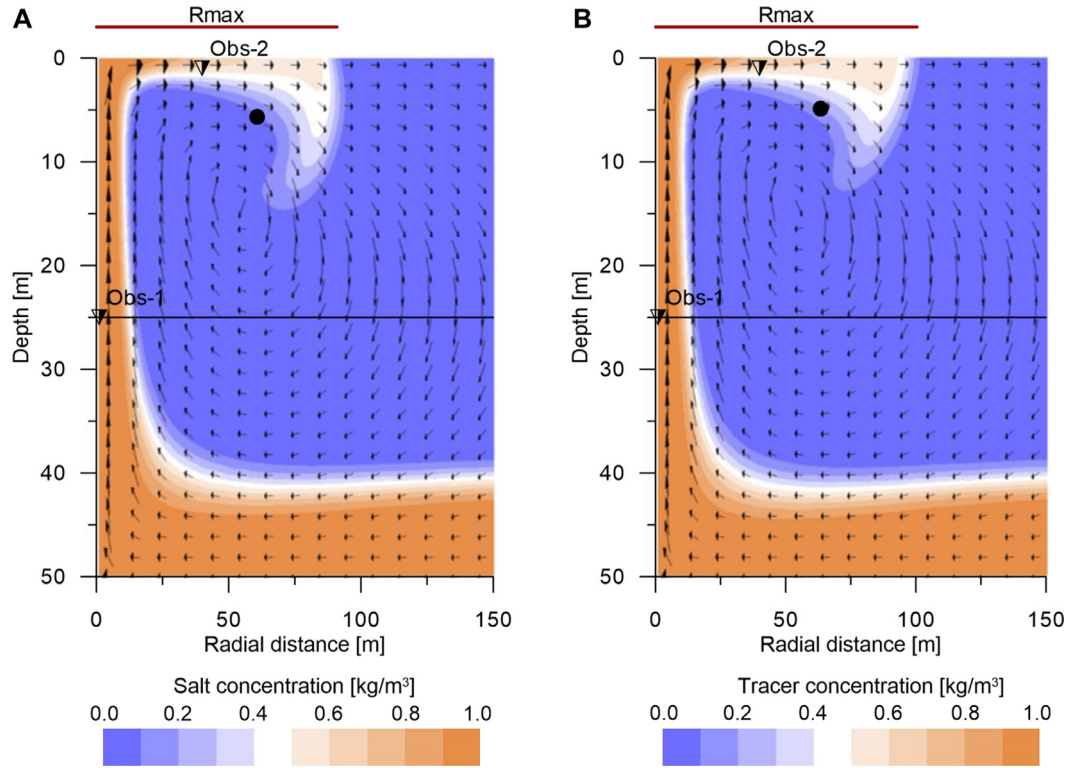 A
Rmax
Obs-2
0
10
20
30
40
50
Depth [m]
Obs-1
0
50
100
150
Radial distance [m]
Salt concentration [kg/m³]
0.0
0.2
0.4
0.6
0.8
1.0
B
Rmax
Obs-2
0
10
20
30
40
50
Depth [m]
Obs-1
0
50
100
150
Radial distance [m]
Tracer concentration [kg/m³]
0.0
0.2
0.4
0.6
0.8
1.0